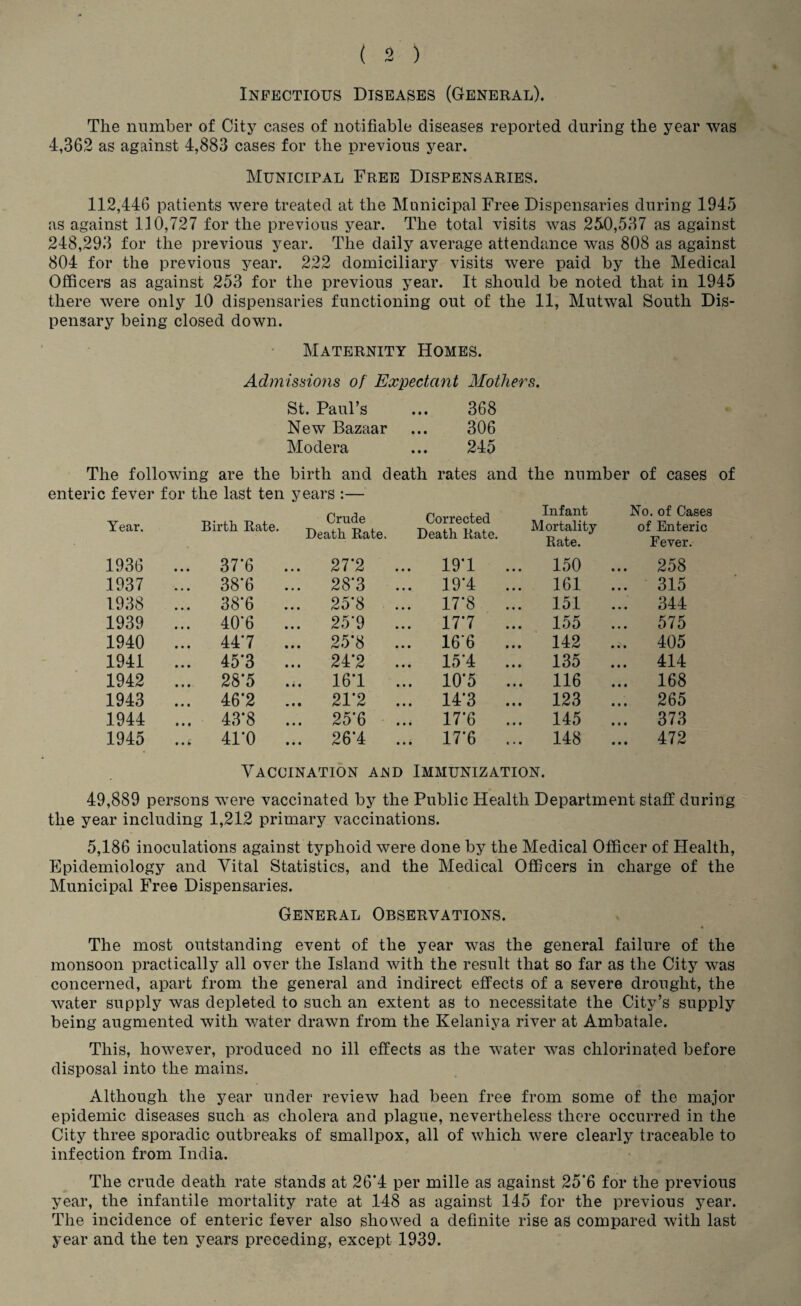 ( 2 )
Infectious Diseases (General).
The number of City cases of notifiable diseases reported during the year was
4,362 as against 4,883 cases for the previous year.
Municipal Free Dispensaries.
112,446 patients were treated at the Municipal Free Dispensaries during 1945
as against 110,727 for the previous year. The total visits was 250,537 as against
248,293 for the previous year. The daily average attendance was 808 as against
804 for the previous year. 222 domiciliary visits were paid by the Medical
Officers as against 253 for the previous year. It should be noted that in 1945
there were only 10 dispensaries functioning out of the 11, Mutwal South Dis-
pensary being closed down.
Maternity Homes.
Admissions of Expectant Mothers.
St. Paul's ... 368
New Bazaar ... 306
Modera ... 245
The following are the birth and death rates and the number of cases of
enteric fever for the last ten years :—
Year. Birth Rate. Crude Death Rate. Corrected Death Rate. Infant Mortality Rate. No. of Cases of Enteric Fever.
1936 ... 37·6 ... 27·2 ... 19·1 ... 150 ... 258
1937 ... 38·6 ... 28·3 ... 19·4 ... 161 ... 315
1938 ... 38·6 ... 25·8 ... 17·8 ... 151 ... 344
1939 ... 40·6 ... 25·9 ... 17·7 ... 155 ... 575
1940 ... 44·7 ... 25·8 ... 16·6 ... 142 ... 405
1941 ... 45·3 ... 24·2 ... 15·4 ... 135 ... 414
1942 ... 28·5 ... 16·1 ... 10·5 ... 116 ... 168
1943 ... 46·2 ... 21·2 ... 14·3 ... 123 ... 265
1944 ... 43·8 ... 25·6 ... 17·6 ... 145 ... 373
1945 ... 41·0 ... 26·4 ... 17·6 ... 148 ... 472
Vaccination and Immunization.
49,889 persons were vaccinated by the Public Health Department staff during
the year including 1,212 primary vaccinations.
5,186 inoculations against typhoid were done by the Medical Officer of Health,
Epidemiology and Vital Statistics, and the Medical Officers in charge of the
Municipal Free Dispensaries.
General Observations.
The most outstanding event of the year was the general failure of the
monsoon practically all over the Island with the result that so far as the City was
concerned, apart from the general and indirect effects of a severe drought, the
water supply was depleted to such an extent as to necessitate the City's supply
being augmented with water drawn from the Kelaniya river at Ambatale.
This, however, produced no ill effects as the water was chlorinated before
disposal into the mains.
Although the year under review had been free from some of the major
epidemic diseases such as cholera and plague, nevertheless there occurred in the
City three sporadic outbreaks of smallpox, all of which were clearly traceable to
infection from India.
The crude death rate stands at 26·4 per mille as against 25·6 for the previous
year, the infantile mortality rate at 148 as against 145 for the previous year.
The incidence of enteric fever also showed a definite rise as compared with last
year and the ten years preceding, except 1939.